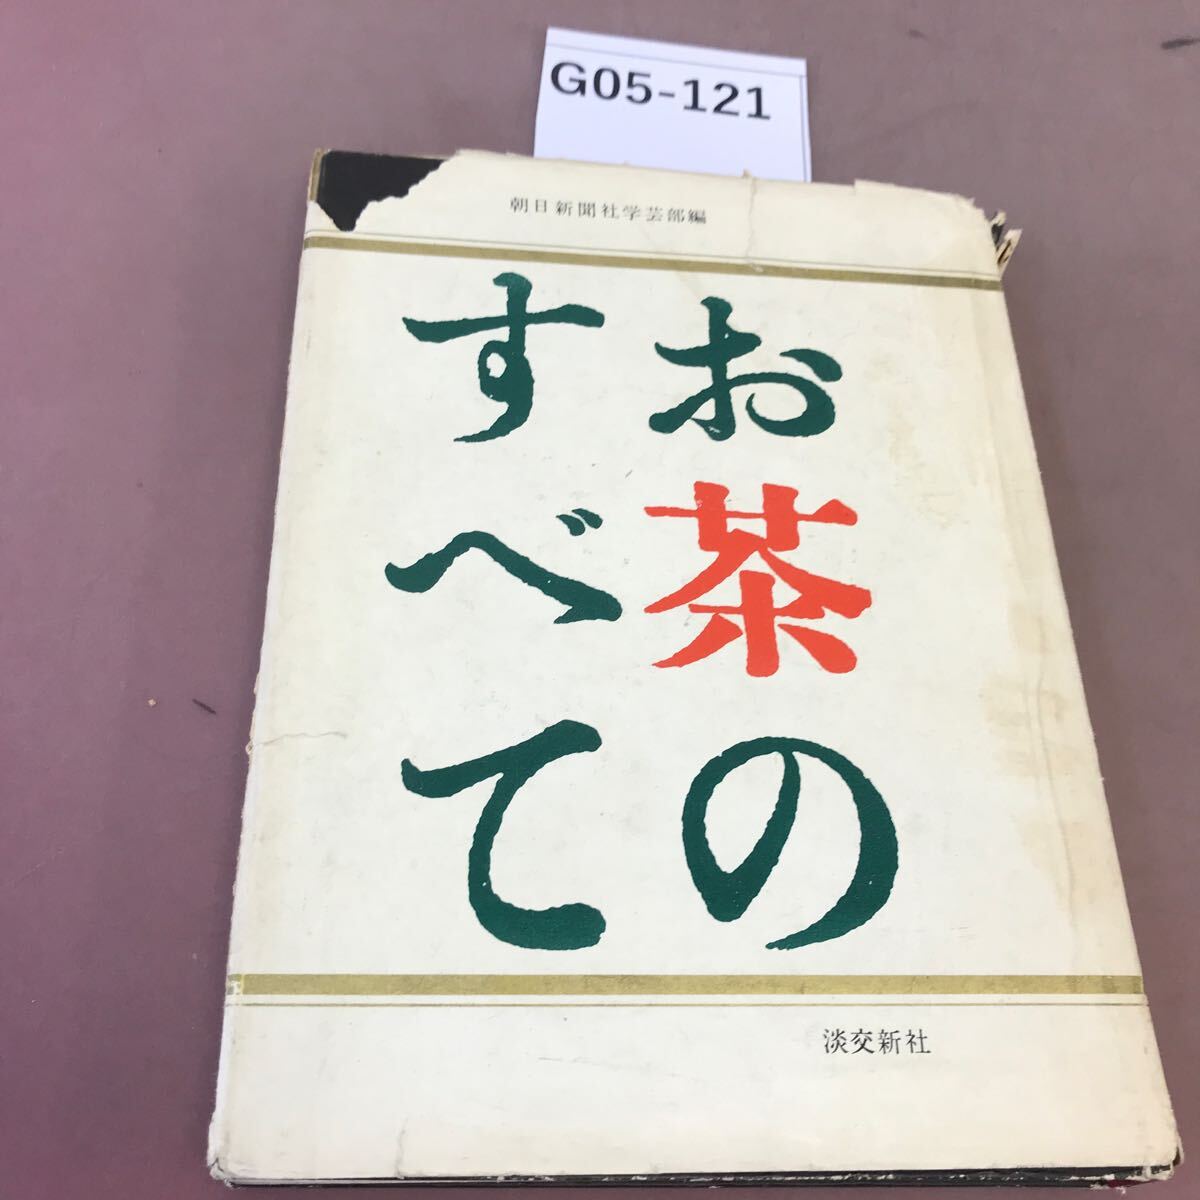 G05-121
朝日新聞社学芸部編
お茶の
すべて
淡交新社